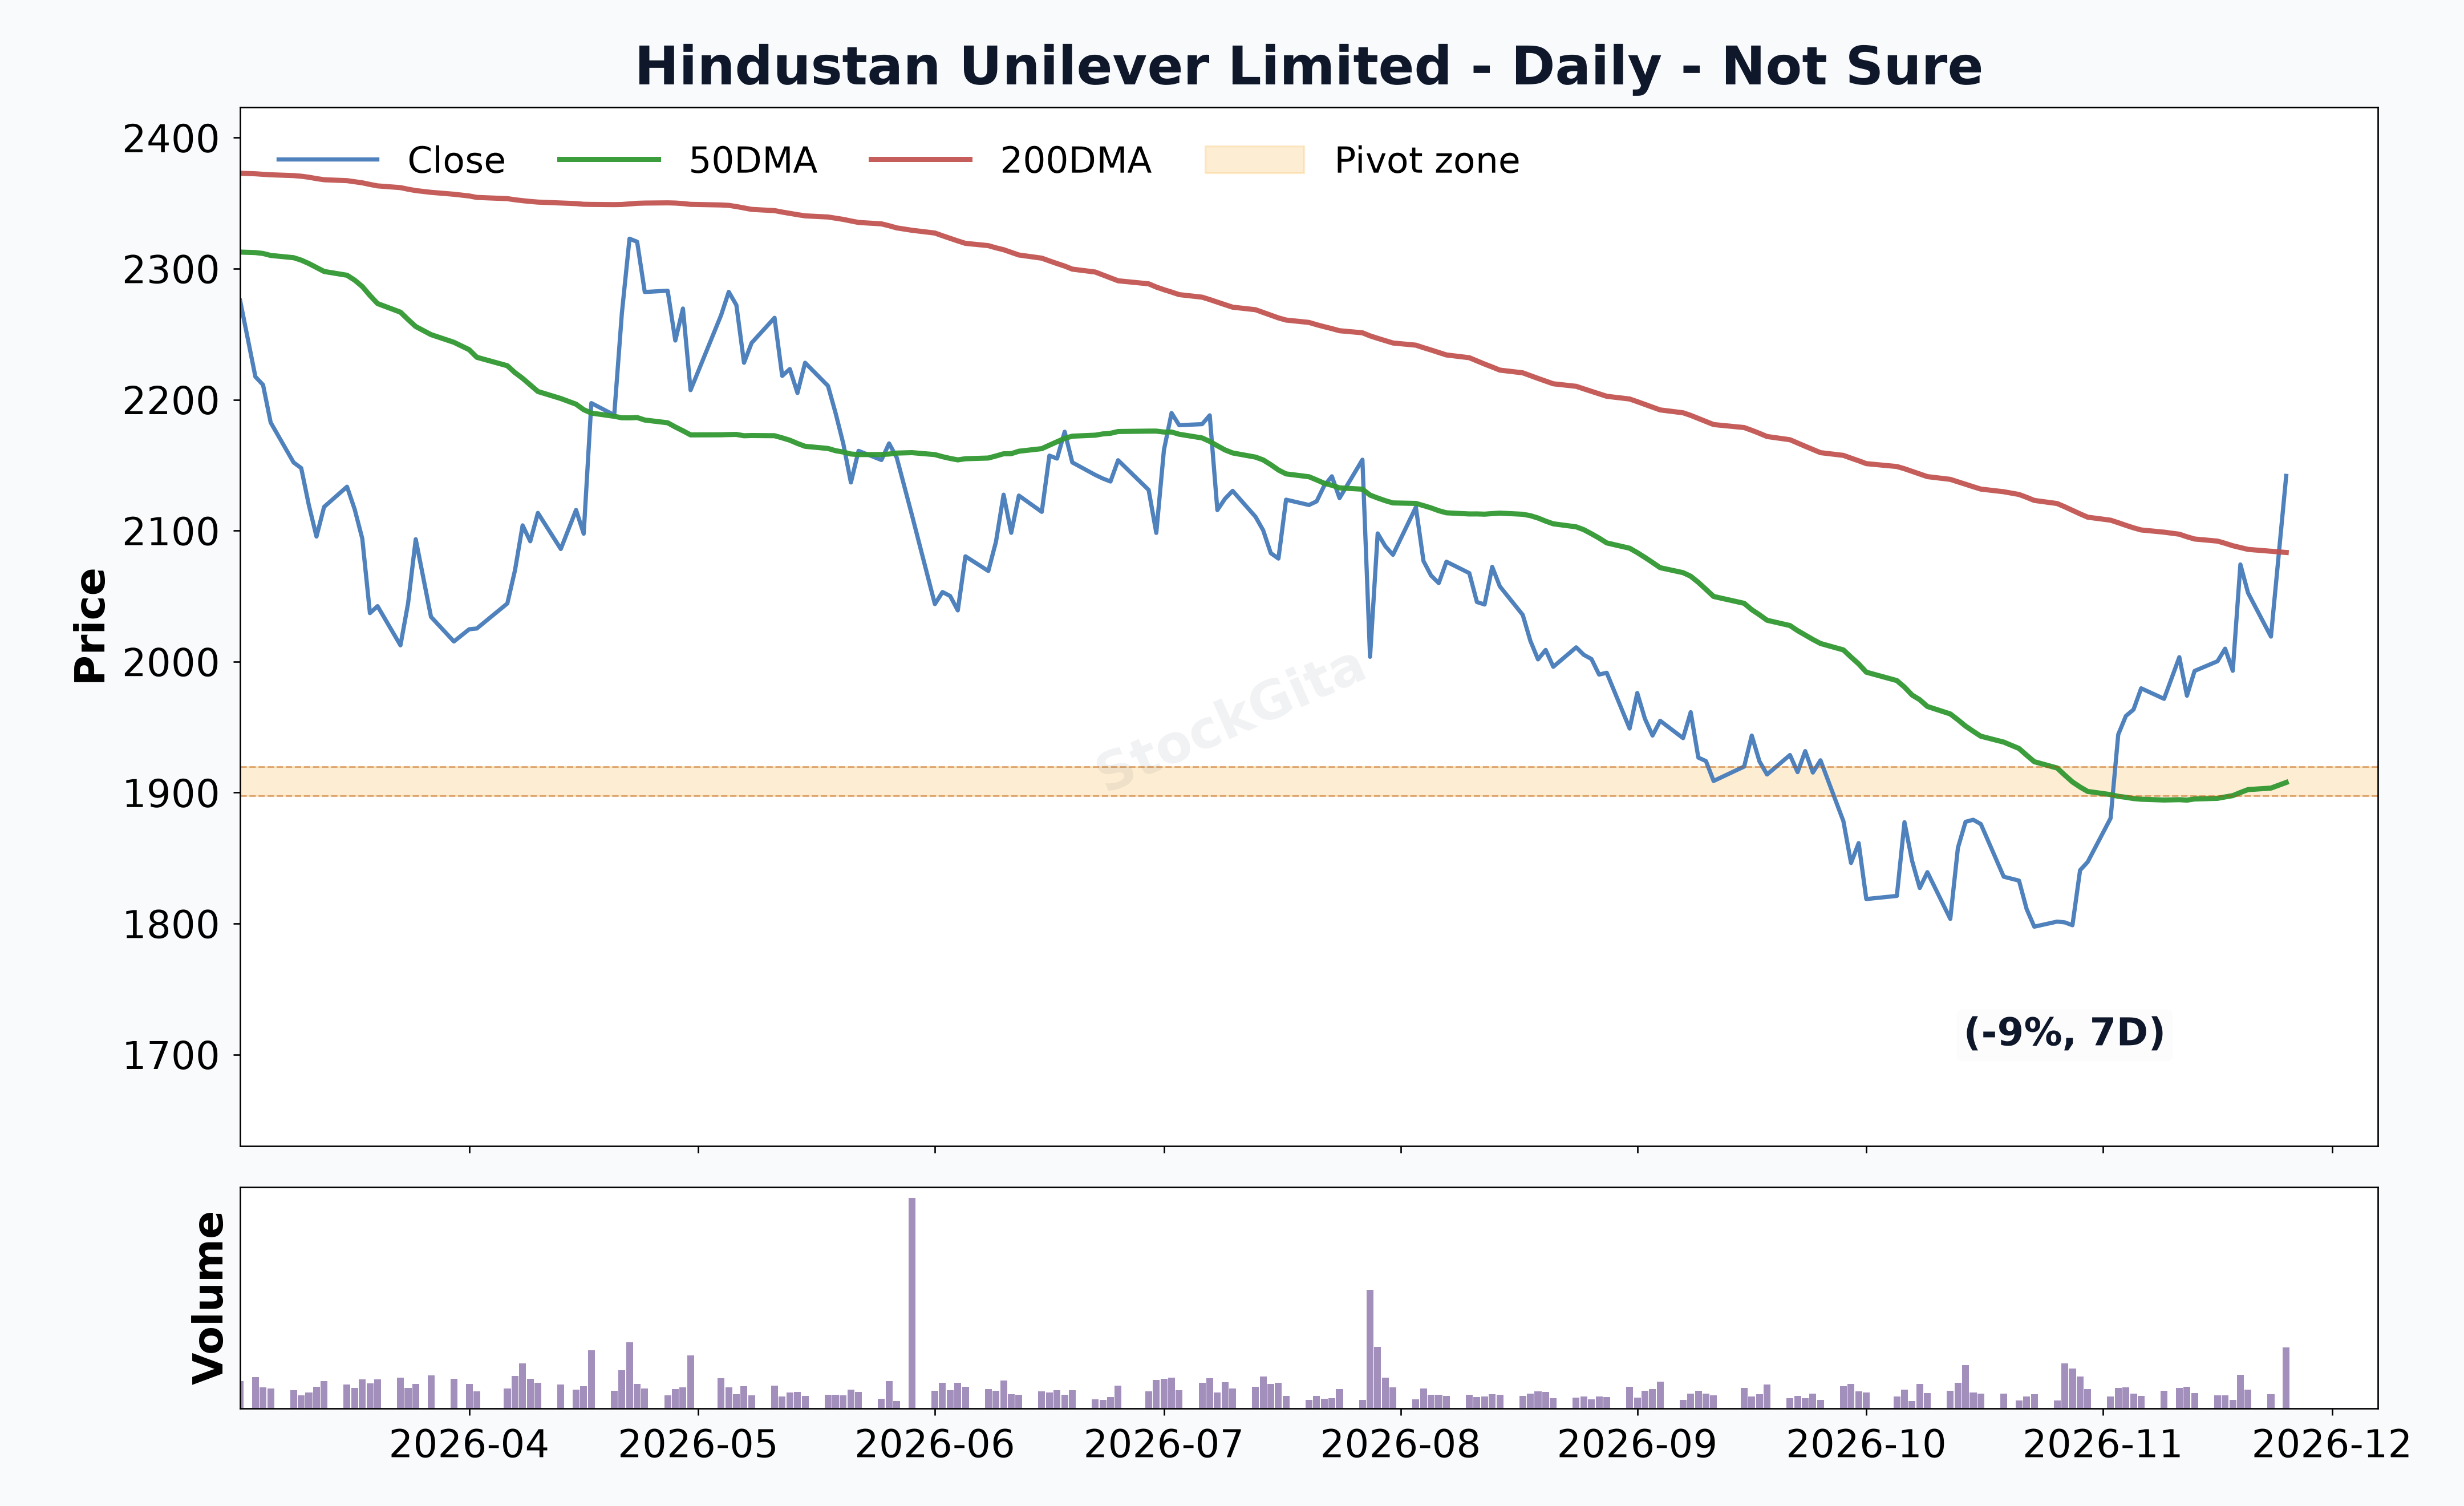 Hindustan Unilever Limited - Daily - Not Sure
Close 50DMA 200DMA Pivot zone
2400
2300
2200
2100
2000
1900
1800
1700
Price
StockGita
(-9%, 7D)
Volume
2026-04 2026-05 2026-06 2026-07 2026-08 2026-09 2026-10 2026-11 2026-12